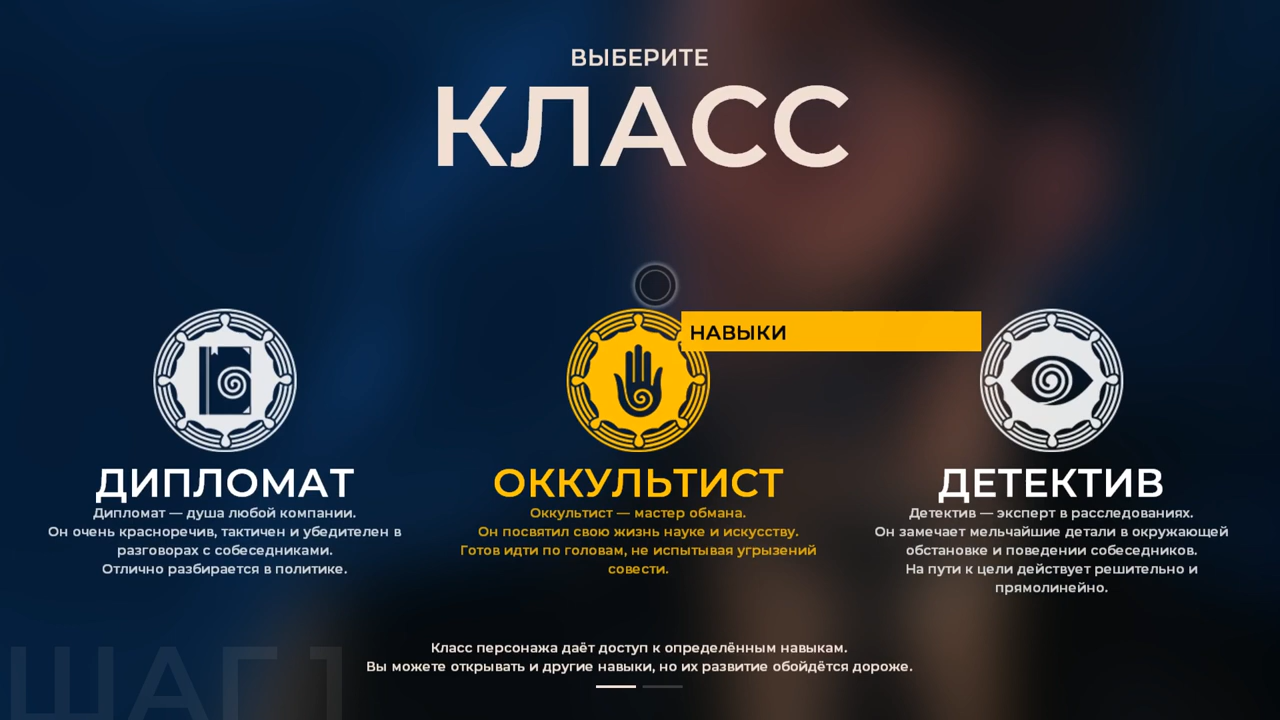 ВЫБЕРИТЕ
КЛАСС
НАВЫКИ
ДИПЛОМАТ
Дипломат — душа любой компании.
Он очень красноречив, тактичен и убедителен в
разговорах с собеседниками.
Отлично разбирается в политике.
ОККУЛЬТИСТ
Оккультист — мастер обмана.
Он посвятил свою жизнь науке и искусству.
Готов идти по головам, не испытывая угрызений
совести.
ДЕТЕКТИВ
Детектив — эксперт в расследованиях.
Он замечает мельчайшие детали в окружающей
обстановке и поведении собеседников.
На пути к цели действует решительно и
прямолинейно.
Класс персонажа даёт доступ к определённым навыкам.
Вы можете открывать и другие навыки, но их развитие обойдётся дороже.
ШАГ 1